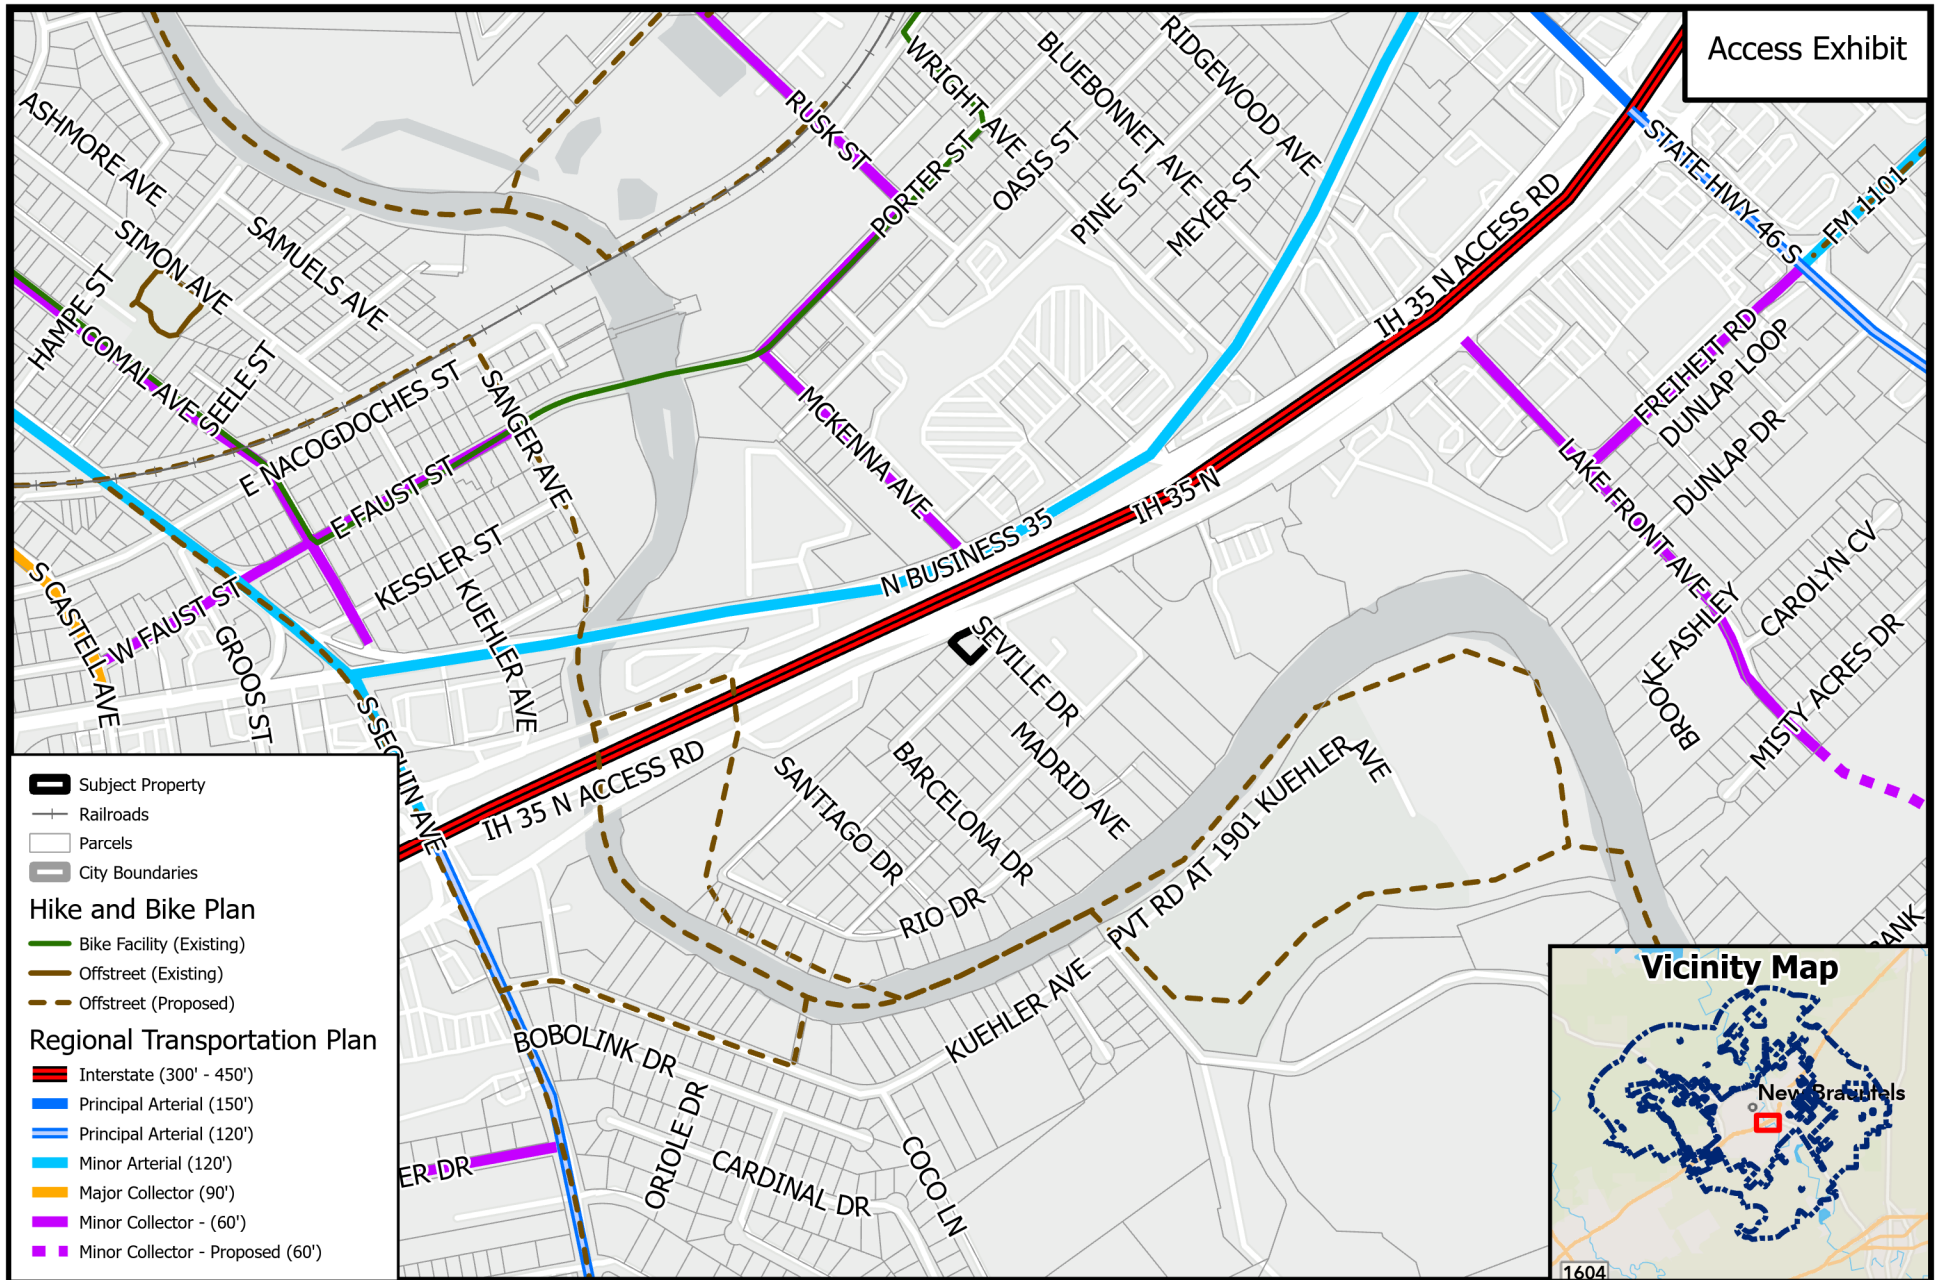 Access Exhibit
ASHMORE AVE
SIMON AVE
SAMUELS AVE
HAMPE ST
COMAL AVE
S SEELE ST
E NACOGDOCHES ST
E FAUST ST
SANGER AVE
KESSLER ST
KUEHLER AVE
W FAUST ST
S CASTELL AVE
GROOS ST
S SEGUIN AVE
RUSK ST
WRIGHT AVE
PORTER ST
BLUEBONNET AVE
OASIS ST
RIDGEWOOD AVE
PINE ST
MEYER ST
MCKENNA AVE
N BUSINESS 35
IH 35 N
IH 35 N ACCESS RD
IH 35 N ACCESS RD
STATE HWY 46 S
FM 1101
FREIHEIT RD
DUNLAP LOOP
DUNLAP DR
LAKE FRONT AVE
CAROLYN CV
BROOKE ASHLEY
MISTY ACRES DR
SEVILLE DR
MADRID AVE
BARCELONA DR
SANTIAGO DR
RIO DR
PVT RD AT 1901 KUEHLER AVE
KUEHLER AVE
BOBOLINK DR
ORIOLE DR
CARDINAL DR
COCO LN
ER DR
BANK
Subject Property
Railroads
Parcels
City Boundaries
Hike and Bike Plan
Bike Facility (Existing)
Offstreet (Existing)
Offstreet (Proposed)
Regional Transportation Plan
Interstate (300' - 450')
Principal Arterial (150')
Principal Arterial (120')
Minor Arterial (120')
Major Collector (90')
Minor Collector - (60')
Minor Collector - Proposed (60')
Vicinity Map
New Braunfels
1604